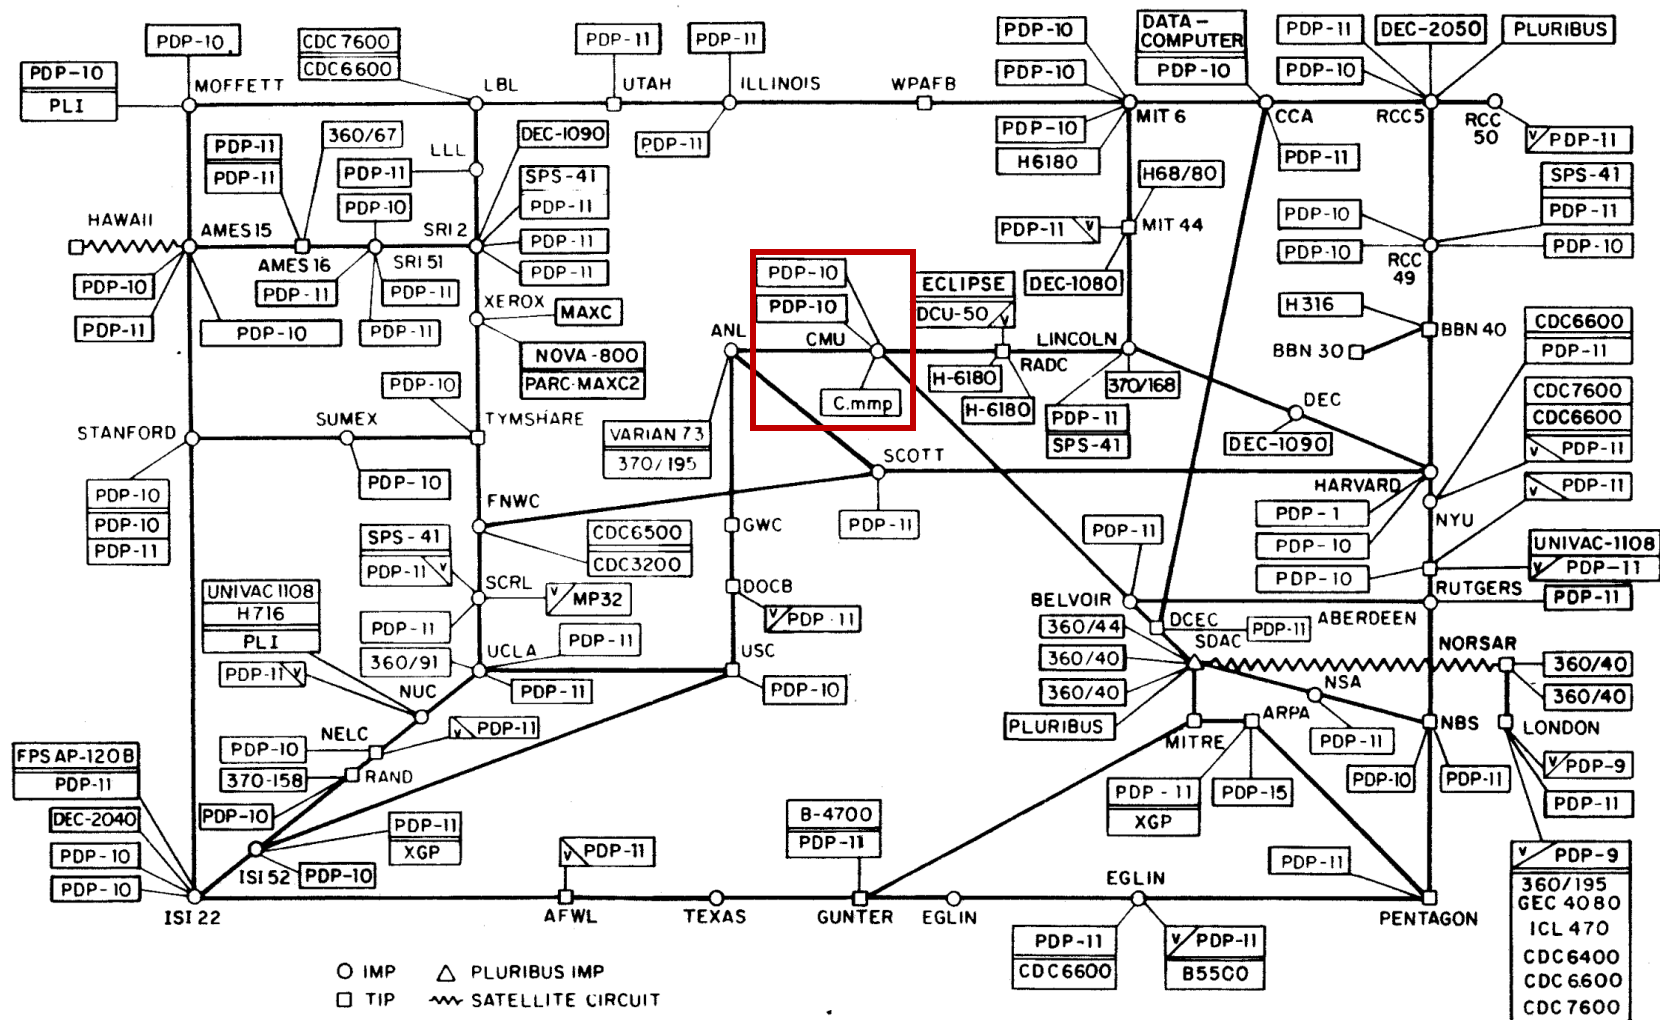 PDP-10
CDC7600
CDC6600
PDP-11
PDP-11
PDP-10
DATA-
COMPUTER
PDP-10
PDP-11
DEC-2050
PLURIBUS
PDP-10
PLI
MOFFETT
LBL
UTAH
ILLINOIS
WPAFB
PDP-10
MIT 6
CCA
PDP-10
RCC5
RCC
50
PDP-11
PDP-11
PDP-11
360/67
LLL
PDP-11
DEC-1090
PDP-11
PDP-10
H6180
PDP-11
V PDP-11
HAWAII
AMES 15
AMES 16
PDP-10
SRI 51
SRI 2
SPS-41
PDP-11
PDP-11
PDP-11
H68/80
PDP-11 V
MIT 44
DEC-1080
SPS-41
PDP-11
PDP-10
PDP-10
RCC
49
PDP-10
PDP-10
PDP-11
PDP-10
PDP-11
PDP-11
PDP-11
XEROX
MAXC
NOVA-800
PARC-MAXC2
PDP-10
PDP-10
CMU
C.mmp
ECLIPSE
DCU-50 V
RADC
H-6180
H-6180
LINCOLN
370/168
PDP-11
SPS-41
H316
BBN 40
BBN 30
CDC6600
PDP-11
ANL
VARIAN 73
370/195
PDP-10
TYMSHARE
STANFORD
SUMEX
PDP-10
PDP-10
PDP-10
PDP-11
DEC
DEC-1090
CDC7600
CDC6600
V PDP-11
V PDP-11
SCOTT
PDP-11
HARVARD
PDP-1
PDP-10
NYU
PDP-10
FNWC
CDC6500
CDC3200
GWC
SPS-41
PDP-11 V
SCRL
V MP32
PDP-11
DOCB
V PDP-11
PDP-11
BELVOIR
UNIVAC-1108
V PDP-11
RUTGERS
PDP-11
ABERDEEN
UNIVAC 1108
H716
PLI
PDP-11 V
NUC
360/91
UCLA
PDP-11
PDP-11
USC
PDP-10
DCEC
PDP-11
SDAC
360/44
360/40
360/40
PLURIBUS
NORSAR
360/40
360/40
NSA
PDP-11
NELC
PDP-10
V PDP-11
370-158
RAND
PDP-10
MITRE
ARPA
PDP-11
XGP
PDP-15
NBS
PDP-10
PDP-11
LONDON
V PDP-9
PDP-11
FPS AP-120B
PDP-11
DEC-2040
PDP-10
PDP-10
ISI 22
ISI 52
PDP-11
XGP
PDP-10
V PDP-11
AFWL
TEXAS
B-4700
PDP-11
GUNTER
EGLIN
EGLIN
PDP-11
CDC6600
V PDP-11
B5500
PDP-11
PENTAGON
V PDP-9
360/195
GEC 4080
ICL 470
CDC6400
CDC6600
CDC7600
IMP
PLURIBUS IMP
TIP
SATELLITE CIRCUIT